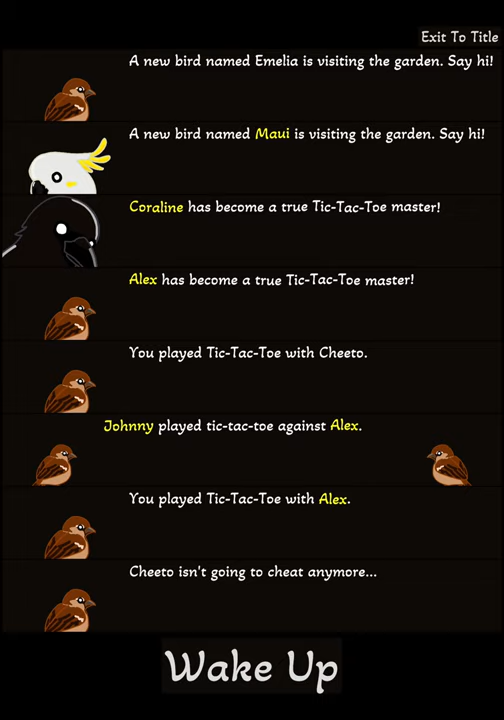 Exit To Title
A new bird named Emelia is visiting the garden. Say hi!
A new bird named Maui is visiting the garden. Say hi!
Coraline has become a true Tic-Tac-Toe master!
Alex has become a true Tic-Tac-Toe master!
You played Tic-Tac-Toe with Cheeto.
Johnny played tic-tac-toe against Alex.
You played Tic-Tac-Toe with Alex.
Cheeto isn't going to cheat anymore...
Wake Up